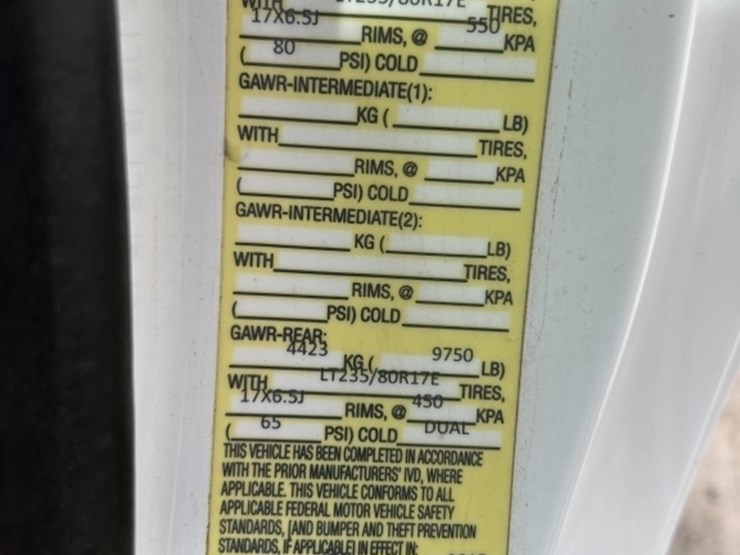 WITH LT235/80R17E TIRES,
17X6.5J RIMS, @ 550 KPA
( 80 PSI) COLD
GAWR-INTERMEDIATE(1):
KG ( LB)
WITH TIRES,
RIMS, @ KPA
( PSI) COLD
GAWR-INTERMEDIATE(2):
KG ( LB)
WITH TIRES,
RIMS, @ KPA
( PSI) COLD
GAWR-REAR:
4423 KG ( 9750 LB)
WITH LT235/80R17E TIRES,
17X6.5J RIMS, @ 450 KPA
( 65 PSI) COLD DUAL
THIS VEHICLE HAS BEEN COMPLETED IN ACCORDANCE
WITH THE PRIOR MANUFACTURERS' IVD, WHERE
APPLICABLE. THIS VEHICLE CONFORMS TO ALL
APPLICABLE FEDERAL MOTOR VEHICLE SAFETY
STANDARDS, [AND BUMPER AND THEFT PREVENTION
STANDARDS, IF APPLICABLE] IN EFFECT IN: